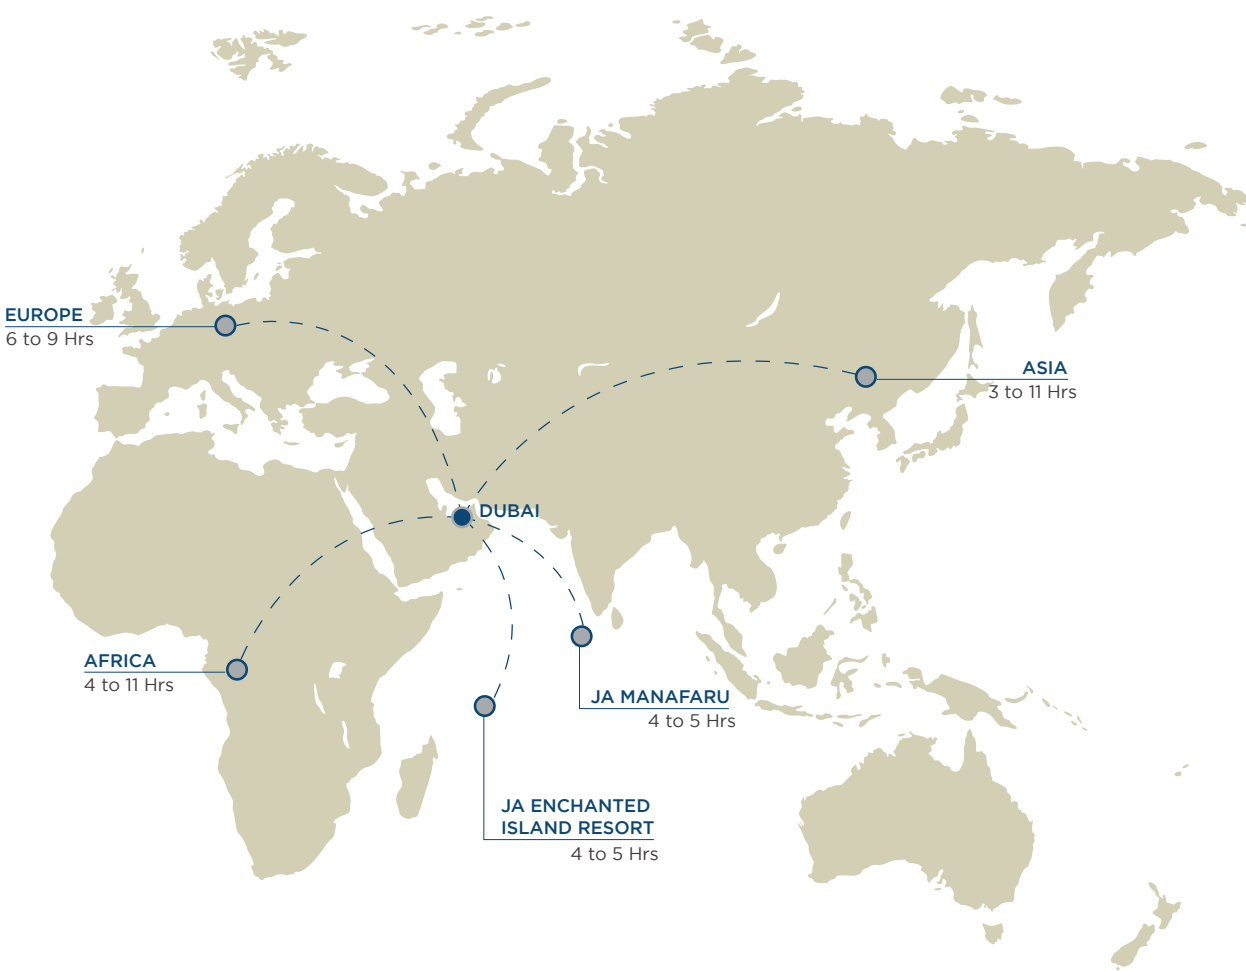 EUROPE
6 to 9 Hrs
ASIA
3 to 11 Hrs
DUBAI
AFRICA
4 to 11 Hrs
JA MANAFARU
4 to 5 Hrs
JA ENCHANTED
ISLAND RESORT
4 to 5 Hrs